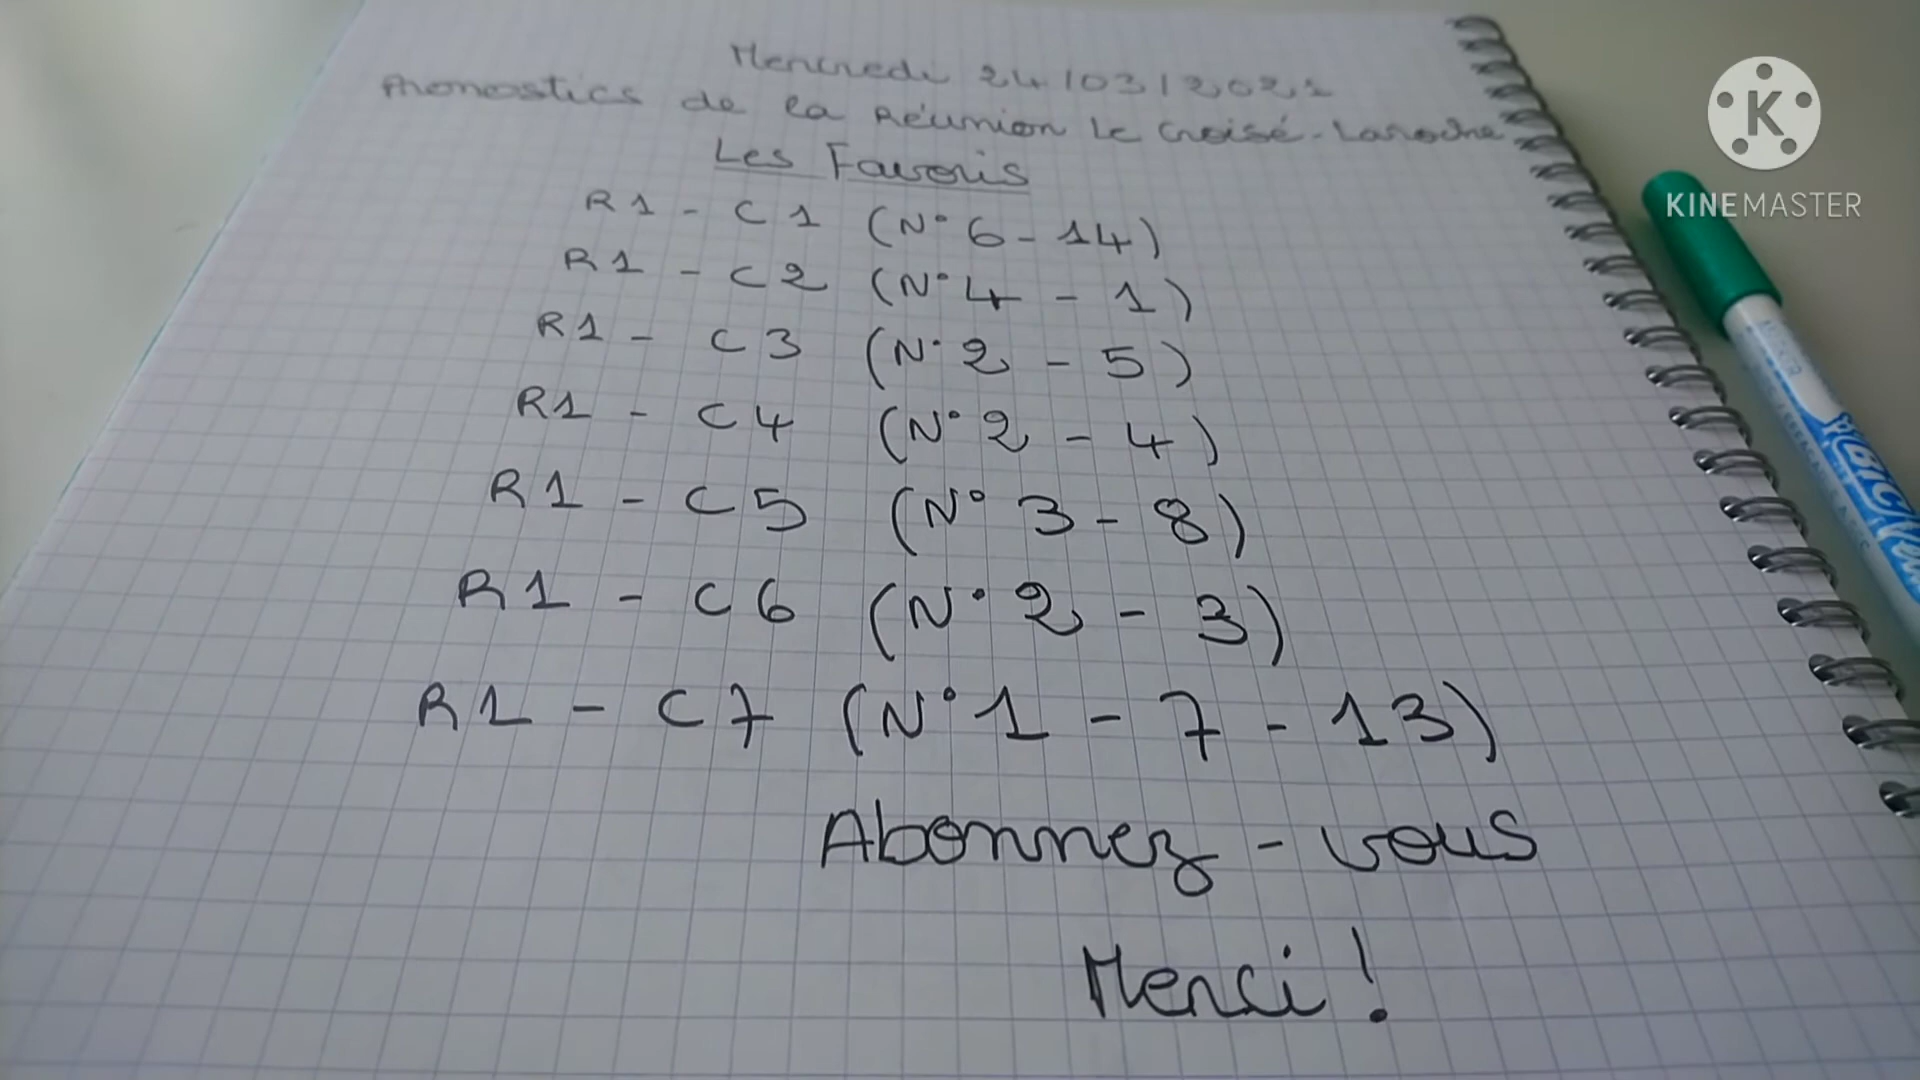 Mercredi 24/03/2021
Pronostics de la Réunion Le Croisé-Laroche
Les Favoris
R1 - C1 (N° 6 - 14)
R1 - C2 (N° 4 - 1)
R1 - C3 (N° 2 - 5)
R1 - C4 (N° 2 - 4)
R1 - C5 (N° 3 - 8)
R1 - C6 (N° 2 - 3)
R1 - C7 (N° 1 - 7 - 13)
Abonnez - vous
Merci !
K
KINEMASTER
BIC Vell